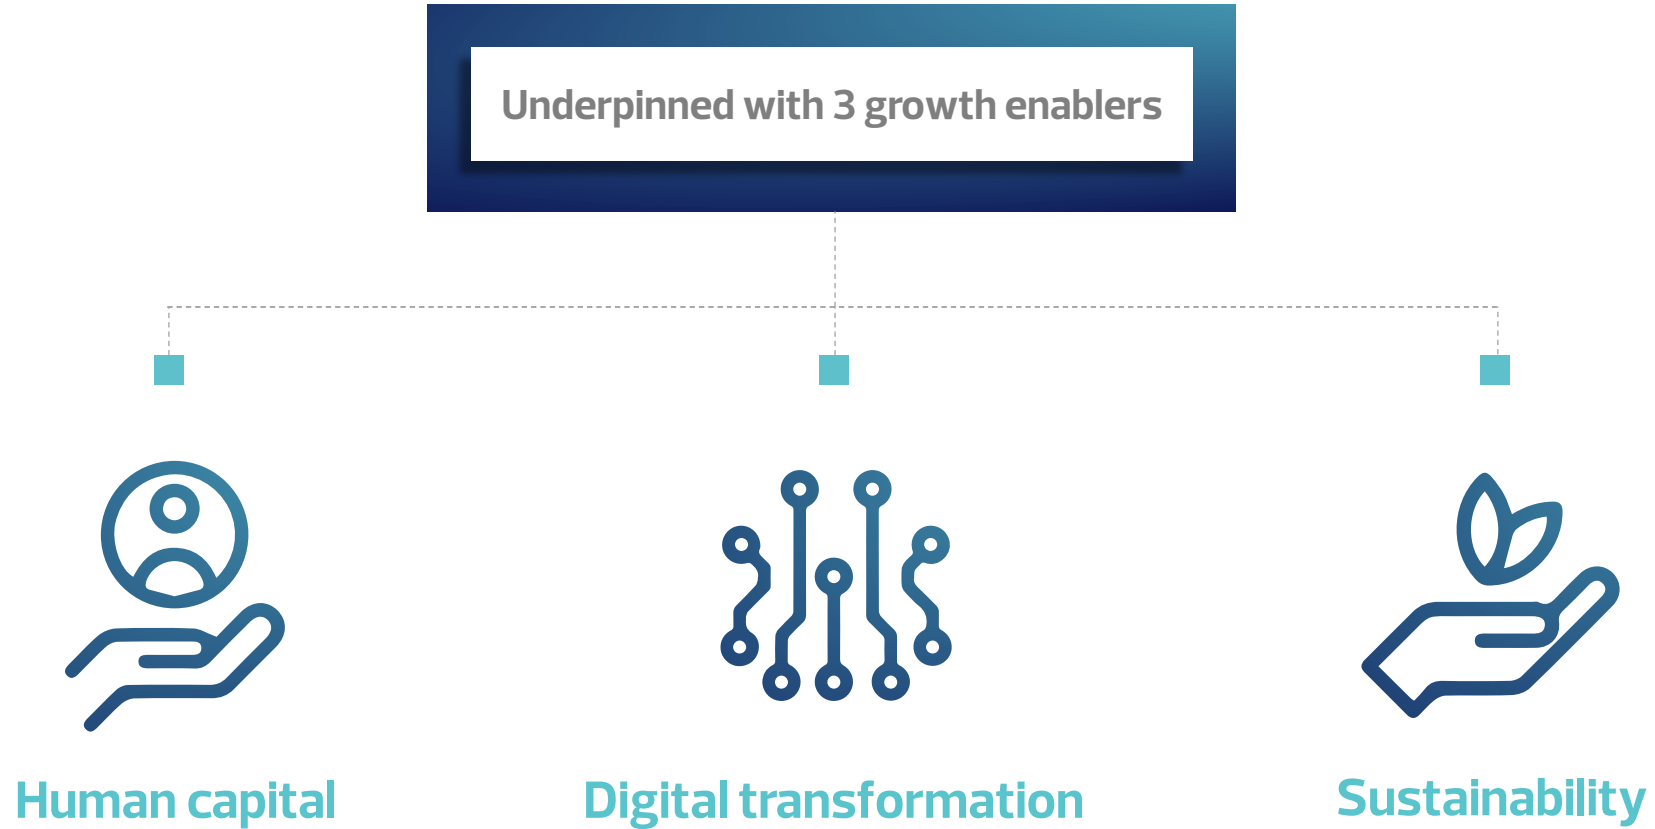 Underpinned with 3 growth enablers
Human capital
Digital transformation
Sustainability